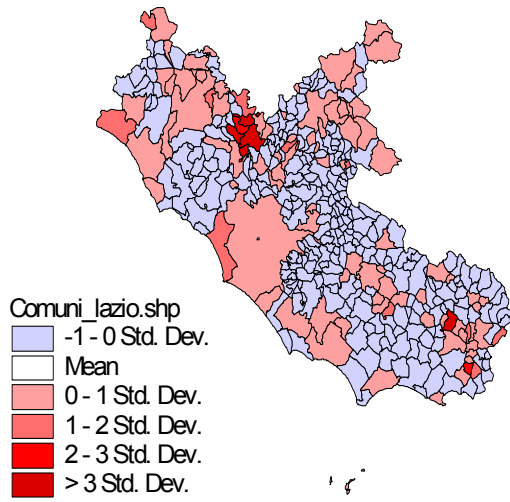 Comuni_lazio.shp
-1 - 0 Std. Dev.
Mean
0 - 1 Std. Dev.
1 - 2 Std. Dev.
2 - 3 Std. Dev.
> 3 Std. Dev.